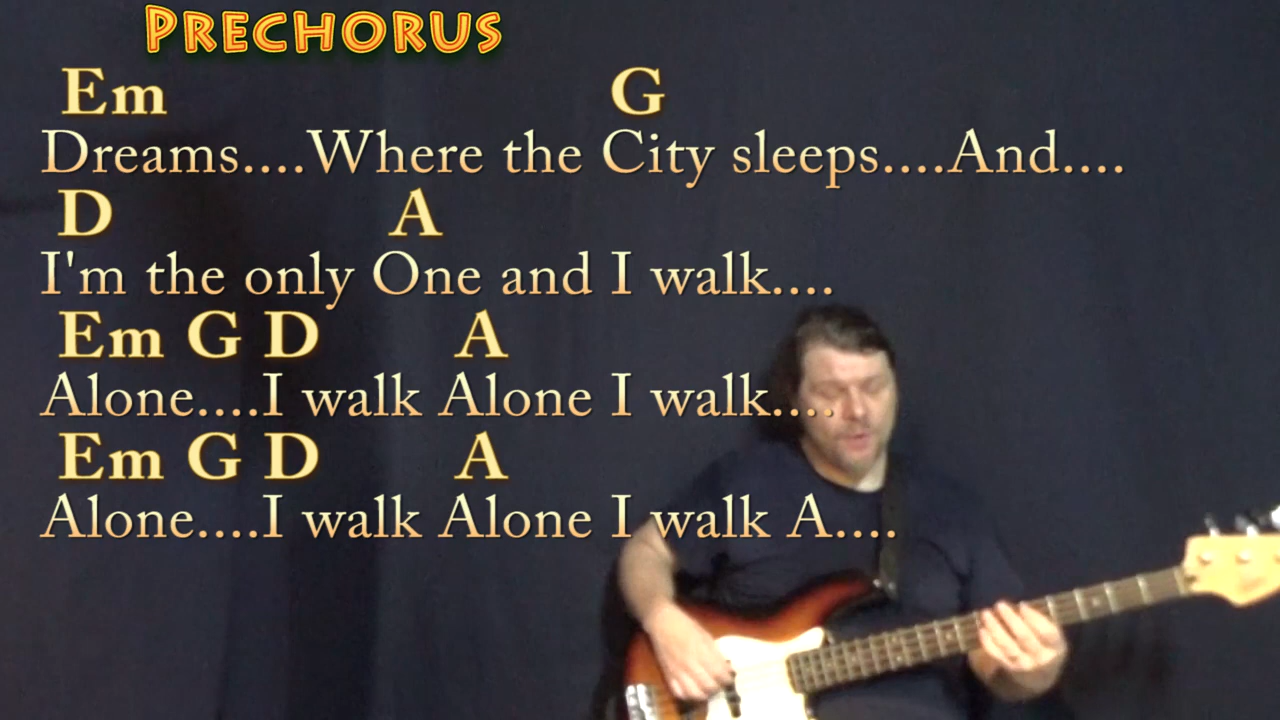 PRECHORUS
Em G
Dreams....Where the City sleeps....And....
D A
I'm the only One and I walk....
Em G D A
Alone....I walk Alone I walk....
Em G D A
Alone....I walk Alone I walk A....